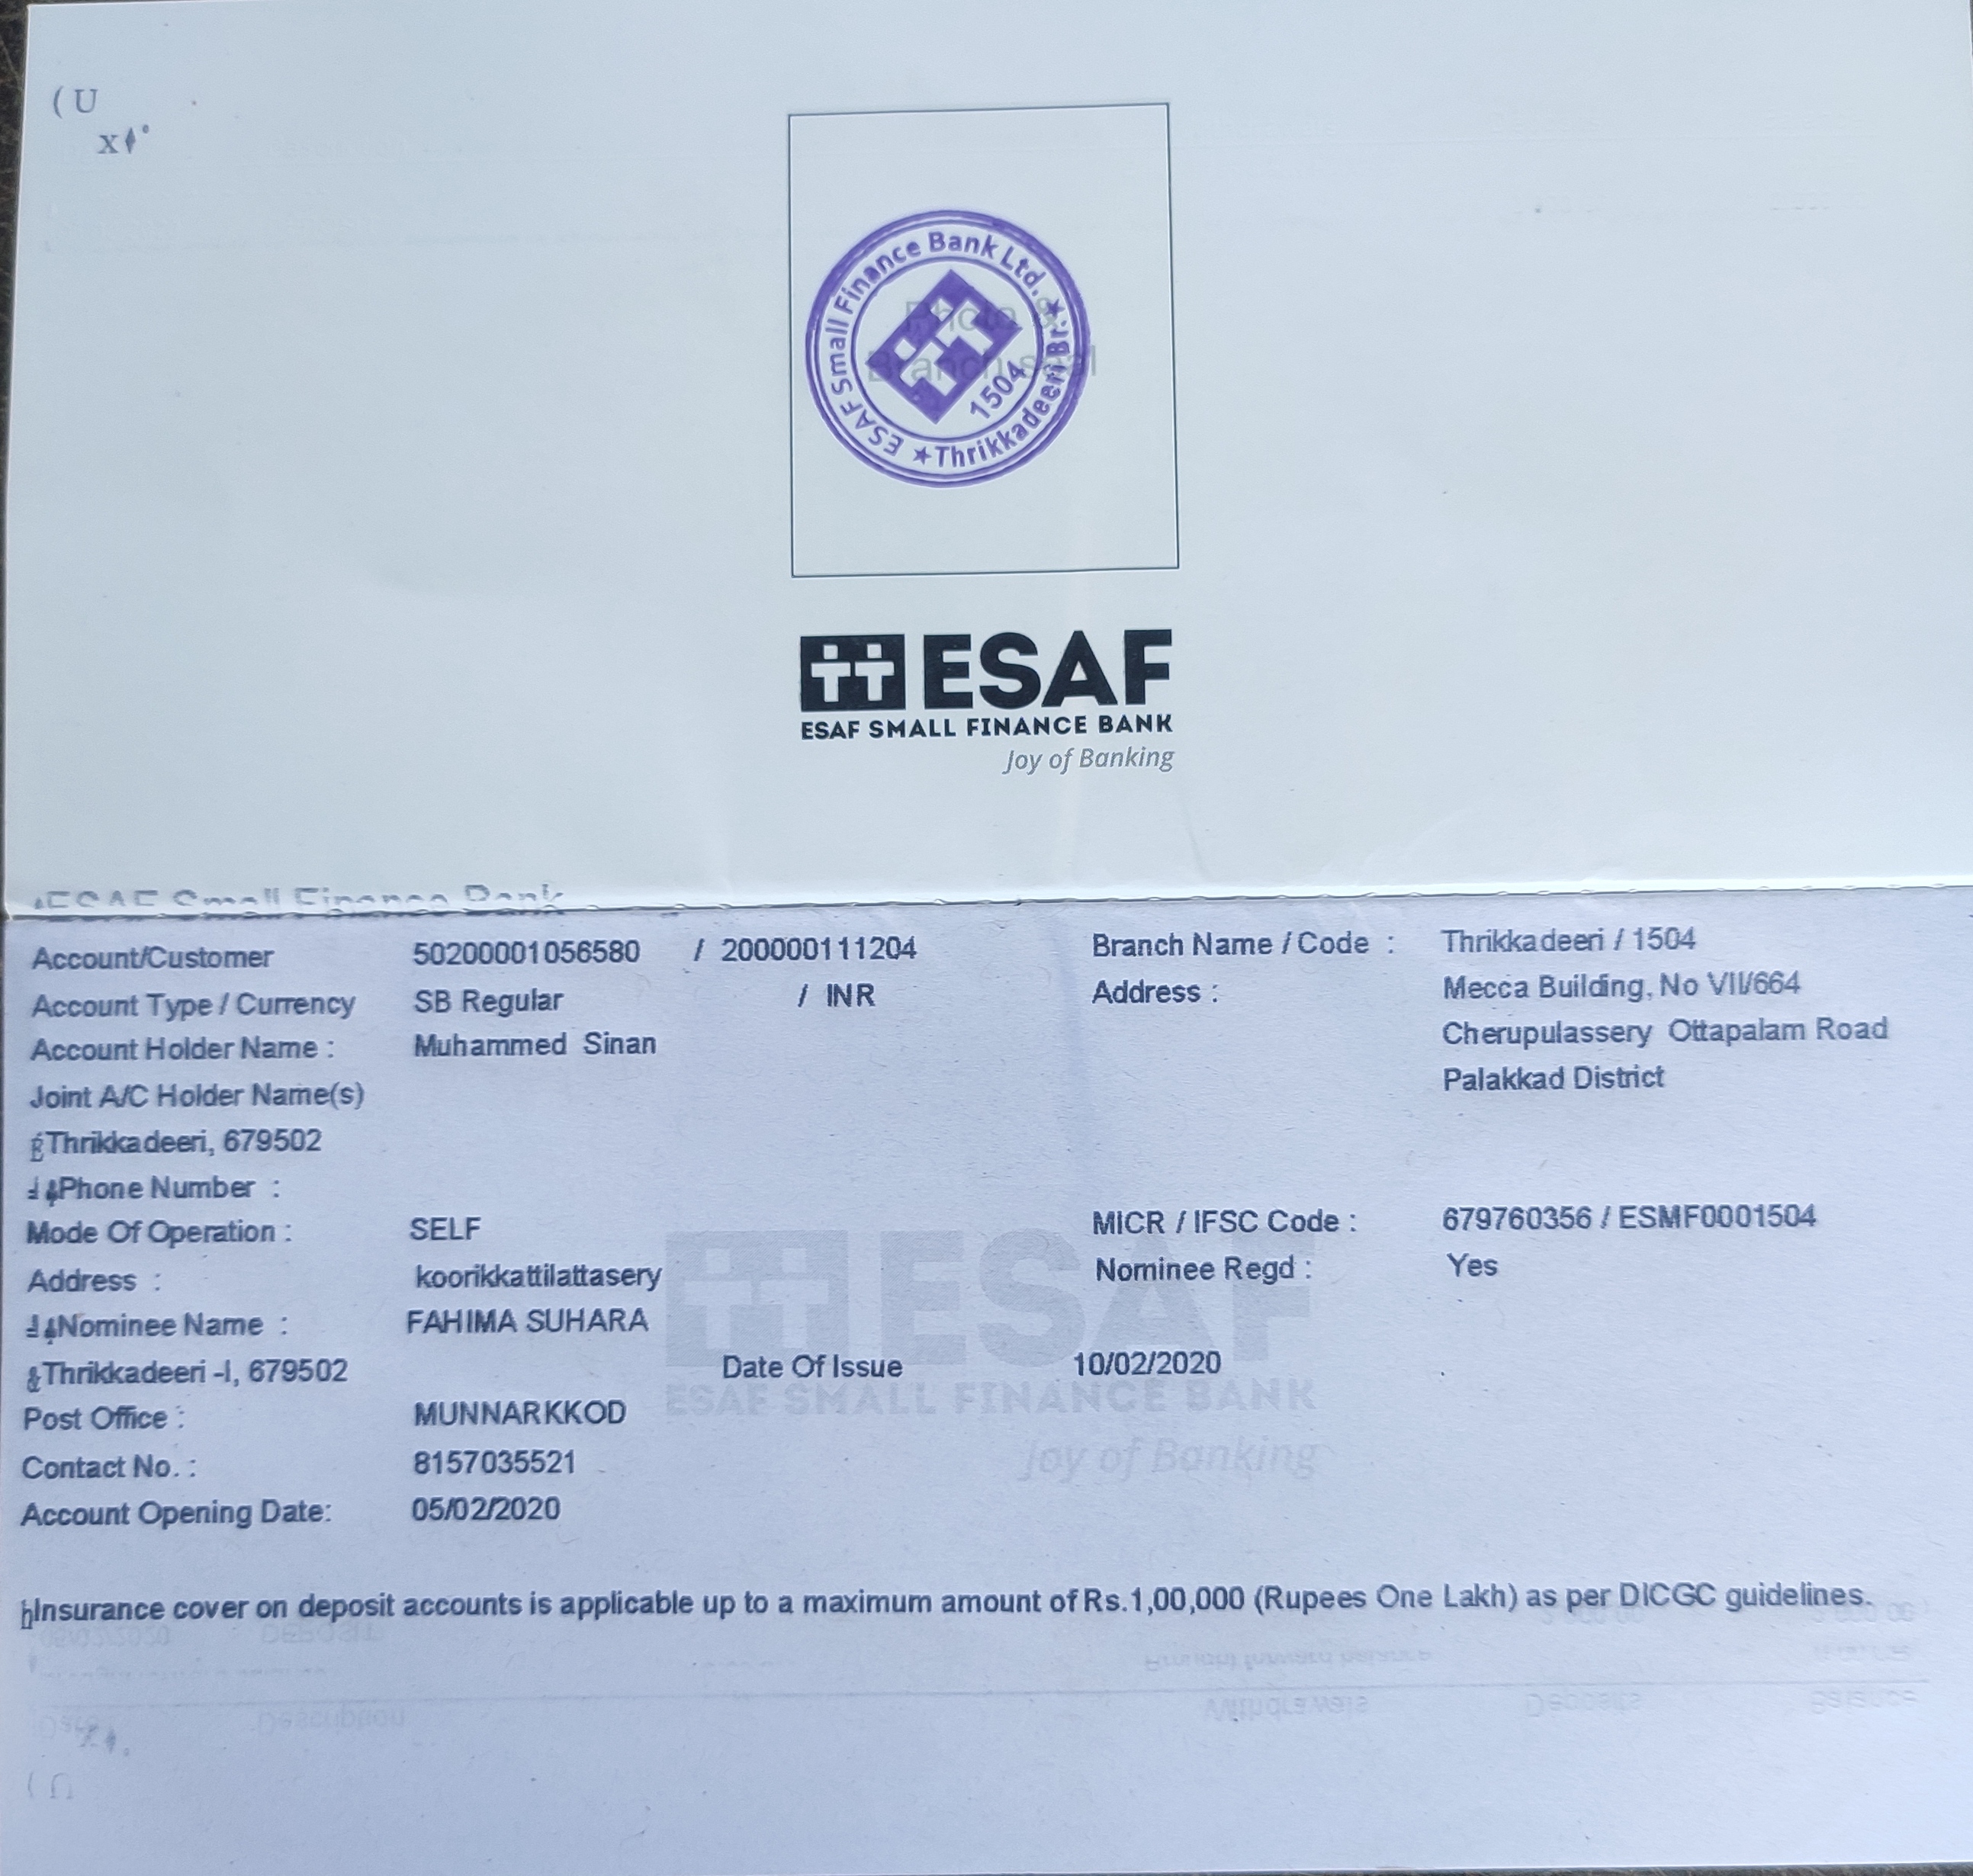 ( U
x
Photo &
Branch seal
ESAF Small Finance Bank Ltd.
★ Thrikkadeeri Br. ★
1504
ESAF
ESAF SMALL FINANCE BANK
Joy of Banking
ESAF Small Finance Bank
Account/Customer 50200001056580 / 200000111204 Branch Name / Code : Thrikkadeeri / 1504
Account Type / Currency SB Regular / INR Address : Mecca Building, No VII/664
Account Holder Name : Muhammed Sinan Cherupulassery Ottapalam Road
Joint A/C Holder Name(s) Palakkad District
Thrikkadeeri, 679502
Phone Number :
Mode Of Operation : SELF MICR / IFSC Code : 679760356 / ESMF0001504
Address : koorikkattilattasery Nominee Regd : Yes
Nominee Name : FAHIMA SUHARA
Thrikkadeeri -I, 679502 Date Of Issue 10/02/2020
Post Office : MUNNARKKOD
Contact No. : 8157035521
Account Opening Date: 05/02/2020
ESAF
ESAF SMALL FINANCE BANK
Joy of Banking
Insurance cover on deposit accounts is applicable up to a maximum amount of Rs.1,00,000 (Rupees One Lakh) as per DICGC guidelines.